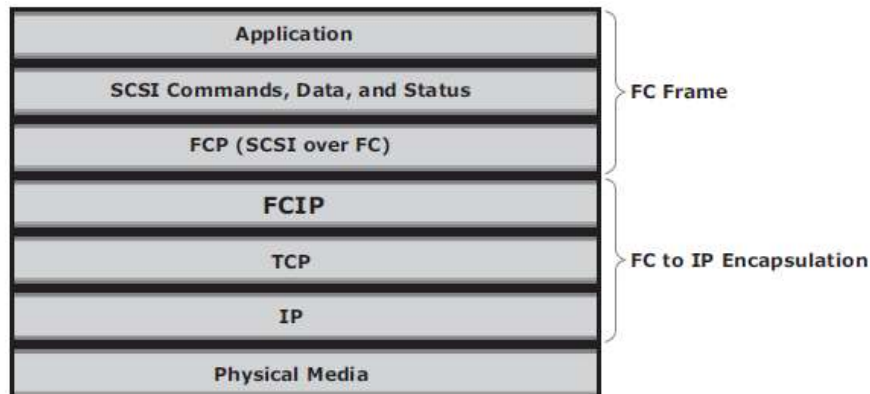 Application
SCSI Commands, Data, and Status
FCP (SCSI over FC)
FC Frame
FCIP
TCP
IP
FC to IP Encapsulation
Physical Media